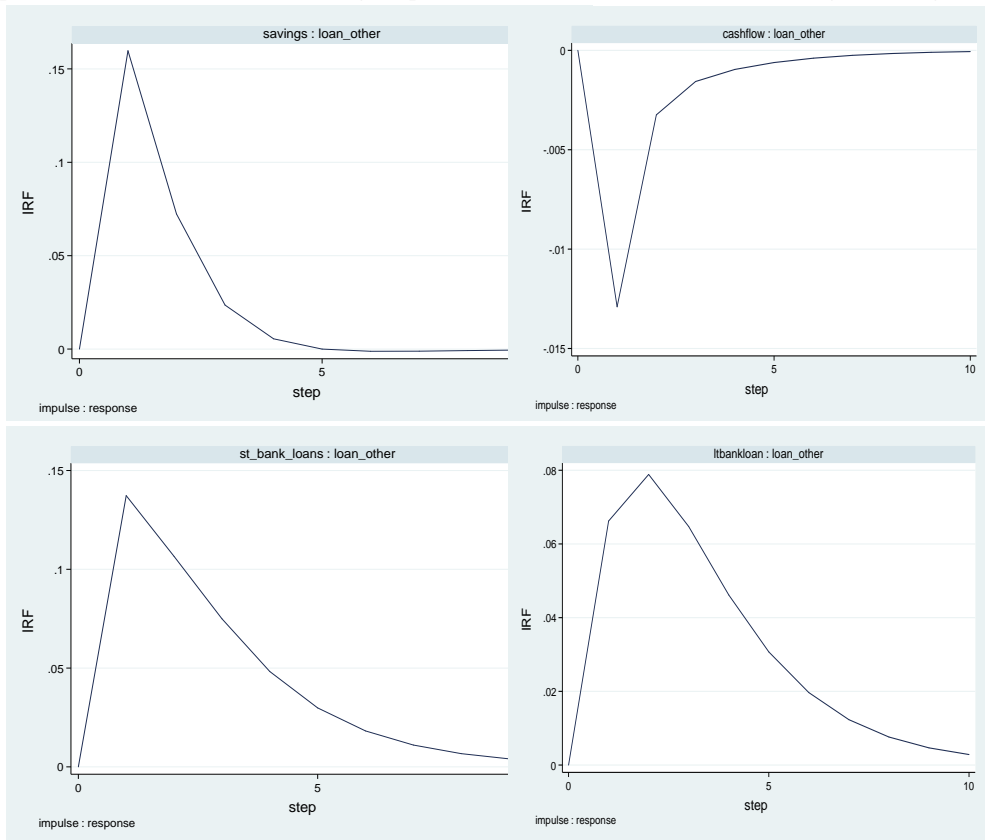 savings : loan_other
.15
.1
.05
0
IRF
0 5
step
impulse : response
cashflow : loan_other
0
-.005
-.01
-.015
IRF
0 5 10
step
impulse : response
st_bank_loans : loan_other
.15
.1
.05
0
IRF
0 5
step
impulse : response
ltbankloan : loan_other
.08
.06
.04
.02
0
IRF
0 5 10
step
impulse : response